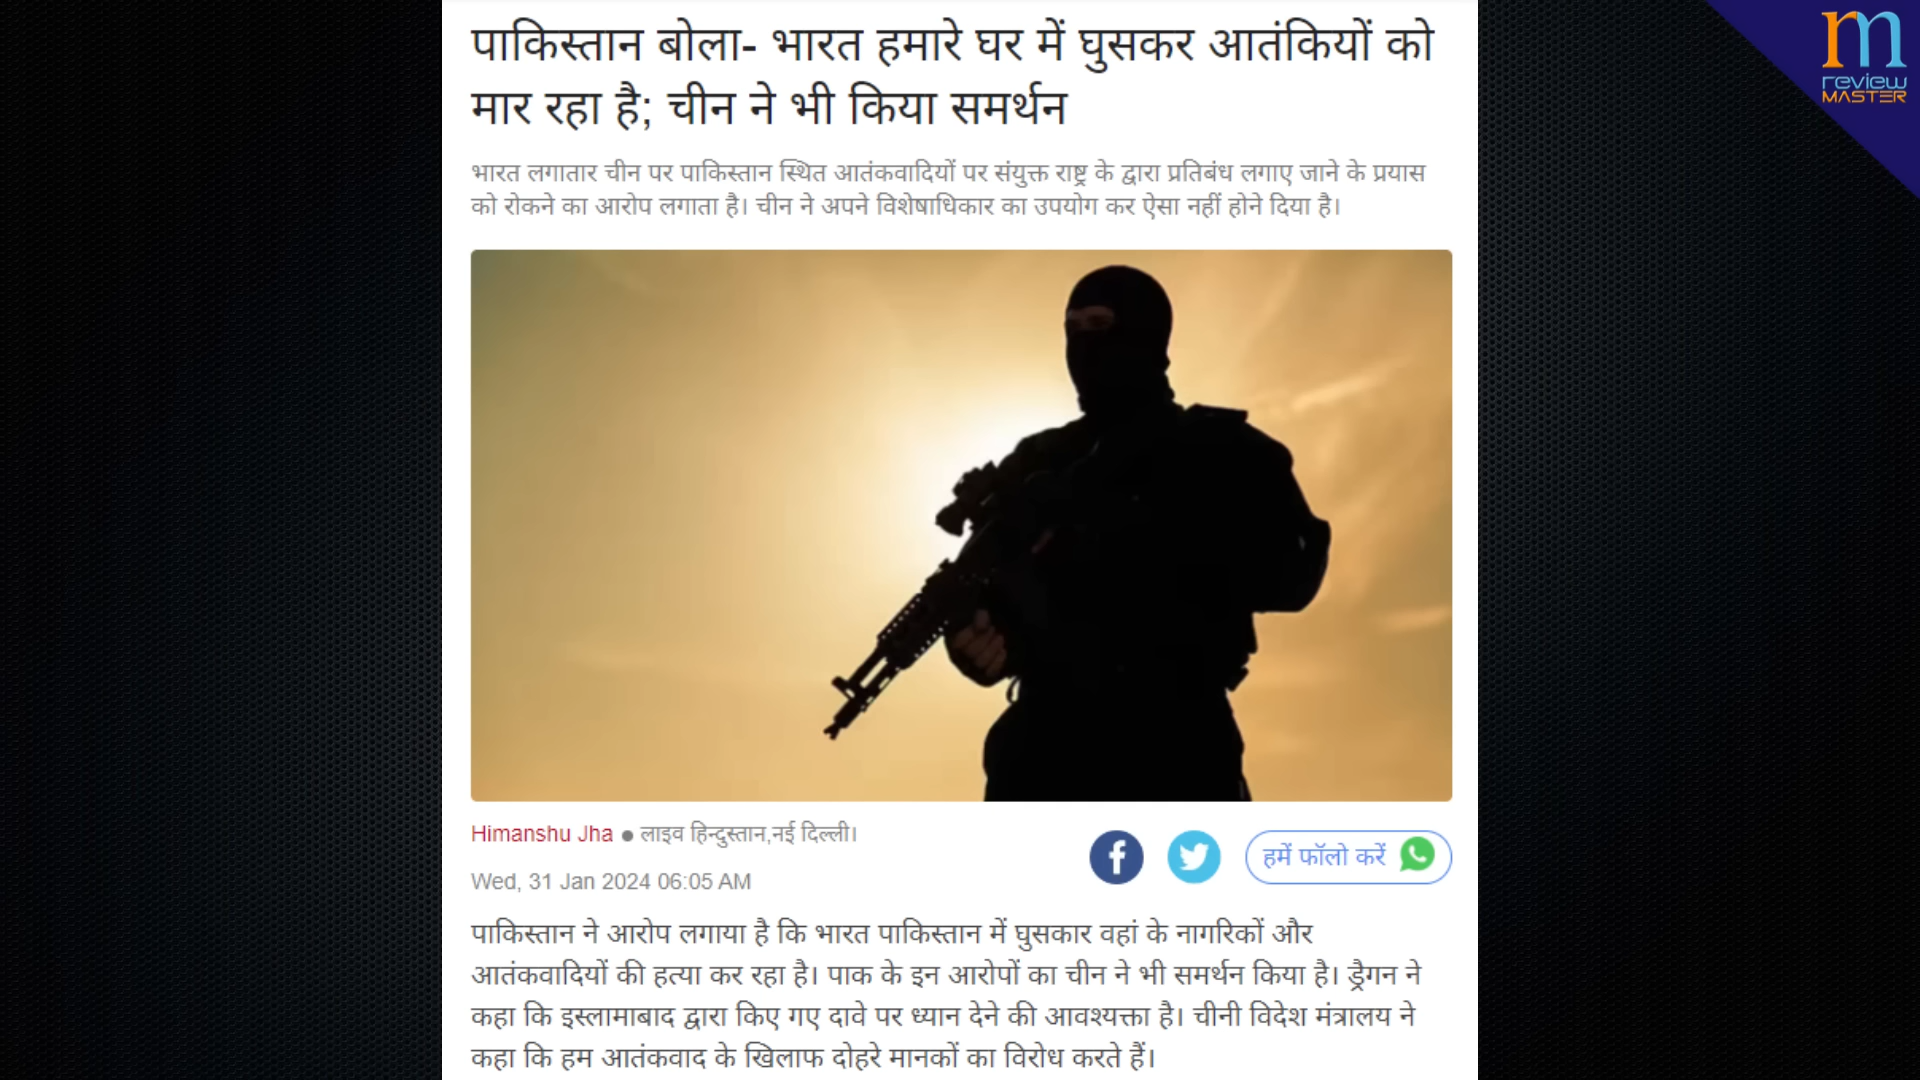 पाकिस्तान बोला- भारत हमारे घर में घुसकर आतंकियों को
मार रहा है; चीन ने भी किया समर्थन
भारत लगातार चीन पर पाकिस्तान स्थित आतंकवादियों पर संयुक्त राष्ट्र के द्वारा प्रतिबंध लगाए जाने के प्रयास
को रोकने का आरोप लगाता है। चीन ने अपने विशेषाधिकार का उपयोग कर ऐसा नहीं होने दिया है।
Himanshu Jha ● लाइव हिन्दुस्तान,नई दिल्ली।
Wed, 31 Jan 2024 06:05 AM
हमें फॉलो करें
पाकिस्तान ने आरोप लगाया है कि भारत पाकिस्तान में घुसकार वहां के नागरिकों और
आतंकवादियों की हत्या कर रहा है। पाक के इन आरोपों का चीन ने भी समर्थन किया है। ड्रैगन ने
कहा कि इस्लामाबाद द्वारा किए गए दावे पर ध्यान देने की आवश्यक्ता है। चीनी विदेश मंत्रालय ने
कहा कि हम आतंकवाद के खिलाफ दोहरे मानकों का विरोध करते हैं।
rm
review
MASTER